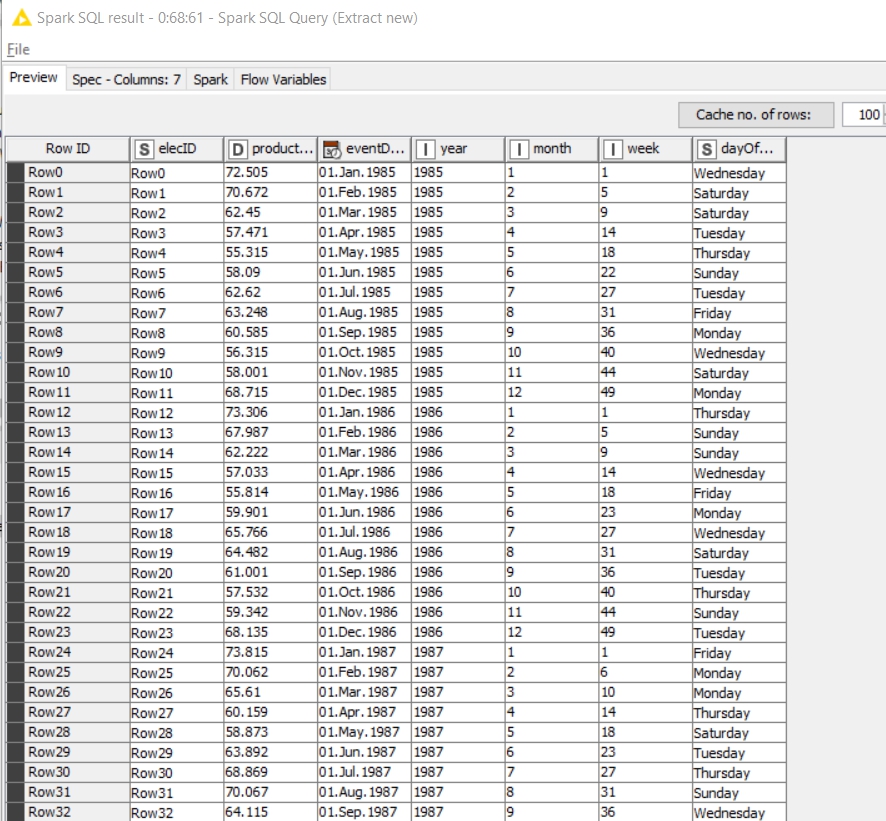 Spark SQL result - 0:68:61 - Spark SQL Query (Extract new)
File
Preview Spec - Columns: 7 Spark Flow Variables
Cache no. of rows: 100
Row ID S elecID D product... eventD... I year I month I week S dayOf...
Row0 Row0 72.505 01.Jan.1985 1985 1 1 Wednesday
Row1 Row1 70.672 01.Feb.1985 1985 2 5 Saturday
Row2 Row2 62.45 01.Mar.1985 1985 3 9 Saturday
Row3 Row3 57.471 01.Apr.1985 1985 4 14 Tuesday
Row4 Row4 55.315 01.May.1985 1985 5 18 Thursday
Row5 Row5 58.09 01.Jun.1985 1985 6 22 Sunday
Row6 Row6 62.62 01.Jul.1985 1985 7 27 Tuesday
Row7 Row7 63.248 01.Aug.1985 1985 8 31 Friday
Row8 Row8 60.585 01.Sep.1985 1985 9 36 Monday
Row9 Row9 56.315 01.Oct.1985 1985 10 40 Wednesday
Row10 Row10 58.001 01.Nov.1985 1985 11 44 Saturday
Row11 Row11 68.715 01.Dec.1985 1985 12 49 Monday
Row12 Row12 73.306 01.Jan.1986 1986 1 1 Thursday
Row13 Row13 67.987 01.Feb.1986 1986 2 5 Sunday
Row14 Row14 62.222 01.Mar.1986 1986 3 9 Sunday
Row15 Row15 57.033 01.Apr.1986 1986 4 14 Wednesday
Row16 Row16 55.814 01.May.1986 1986 5 18 Friday
Row17 Row17 59.901 01.Jun.1986 1986 6 23 Monday
Row18 Row18 65.766 01.Jul.1986 1986 7 27 Wednesday
Row19 Row19 64.482 01.Aug.1986 1986 8 31 Saturday
Row20 Row20 61.001 01.Sep.1986 1986 9 36 Tuesday
Row21 Row21 57.532 01.Oct.1986 1986 10 40 Thursday
Row22 Row22 59.342 01.Nov.1986 1986 11 44 Sunday
Row23 Row23 68.135 01.Dec.1986 1986 12 49 Tuesday
Row24 Row24 73.815 01.Jan.1987 1987 1 1 Friday
Row25 Row25 70.062 01.Feb.1987 1987 2 6 Monday
Row26 Row26 65.61 01.Mar.1987 1987 3 10 Monday
Row27 Row27 60.159 01.Apr.1987 1987 4 14 Thursday
Row28 Row28 58.873 01.May.1987 1987 5 18 Saturday
Row29 Row29 63.892 01.Jun.1987 1987 6 23 Tuesday
Row30 Row30 68.869 01.Jul.1987 1987 7 27 Thursday
Row31 Row31 70.067 01.Aug.1987 1987 8 31 Sunday
Row32 Row32 64.115 01.Sep.1987 1987 9 36 Wednesday